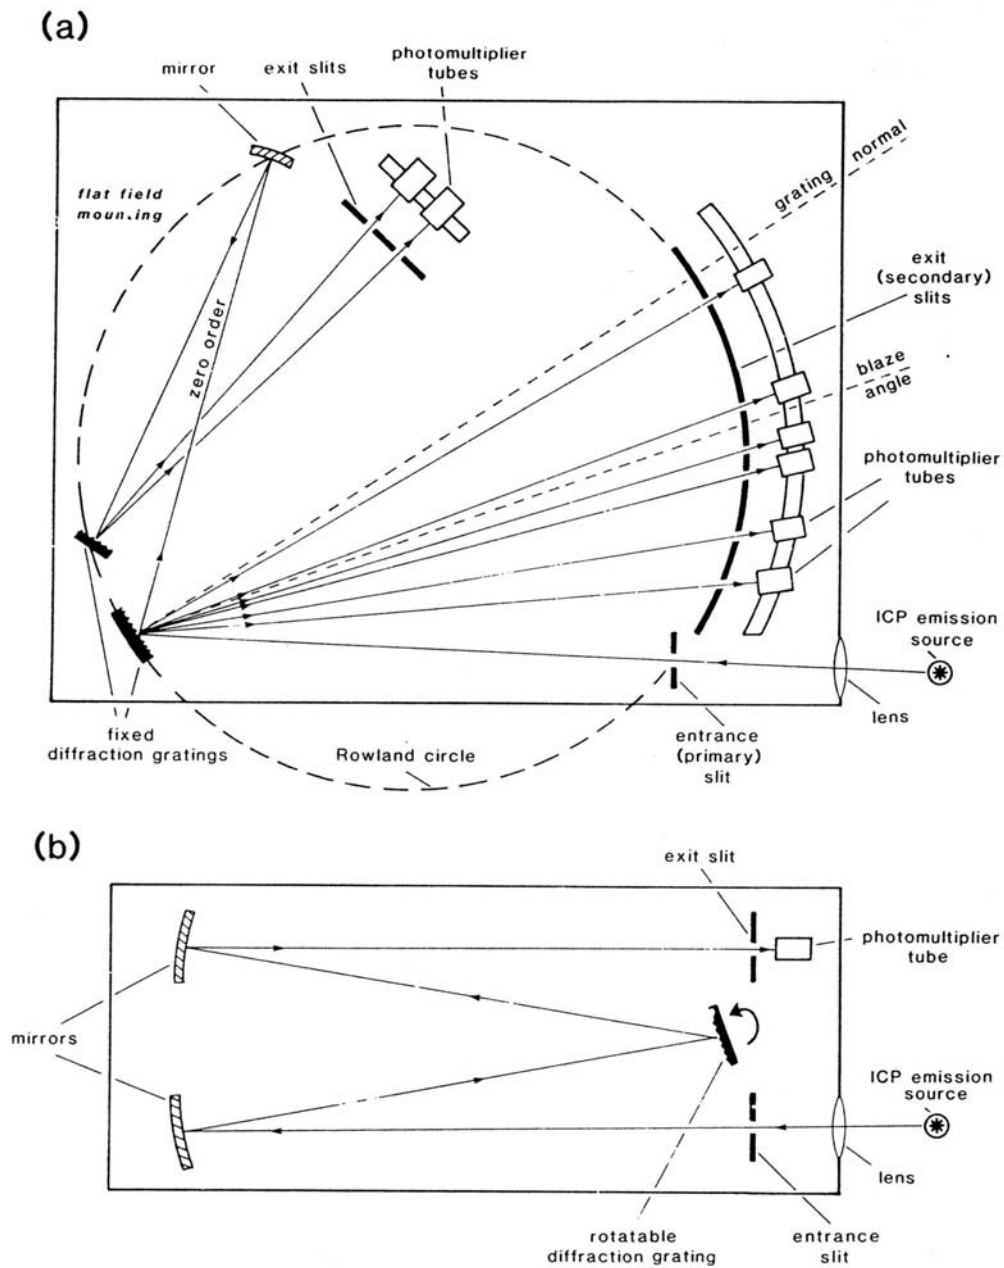 (a)
mirror
exit slits
photomultiplier
tubes
grating normal
flat field
exit
(secondary)
slits
zero order
blaze
angle
photomultiplier
tubes
ICP emission
source
lens
fixed
diffraction gratings
Rowland circle
entrance
(primary)
slit
(b)
exit slit
photomultiplier
tube
mirrors
ICP emission
source
lens
rotatable
diffraction grating
entrance
slit